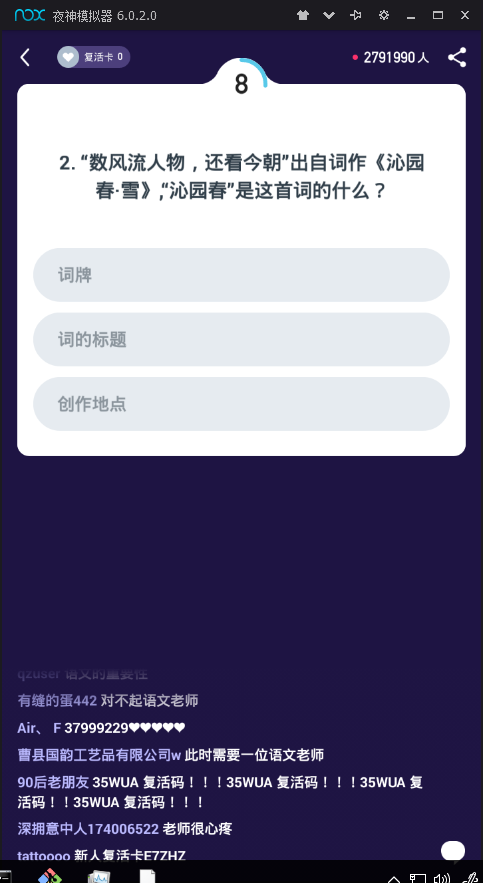 nox 夜神模拟器 6.0.2.0
复活卡 0
2791990 人
8
2. “数风流人物，还看今朝”出自词作《沁园
春·雪》,“沁园春”是这首词的什么？
词牌
词的标题
创作地点
qzuser 语文的重要性
有缝的蛋442 对不起语文老师
Air、 F 37999229♥♥♥♥♥
曹县国韵工艺品有限公司w 此时需要一位语文老师
90后老朋友 35WUA 复活码！！！35WUA 复活码！！！35WUA 复
活码！！35WUA 复活码！！！
深拥意中人174006522 老师很心疼
tattoooo 新人复活卡E7ZHZ